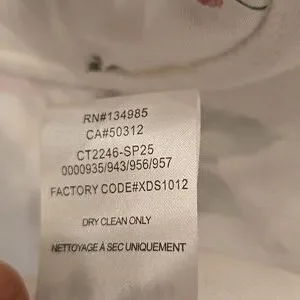 RN#134985
CA#50312
CT2246-SP25
0000935/943/956/957
FACTORY CODE#XDS1012
DRY CLEAN ONLY
NETTOYAGE À SEC UNIQUEMENT